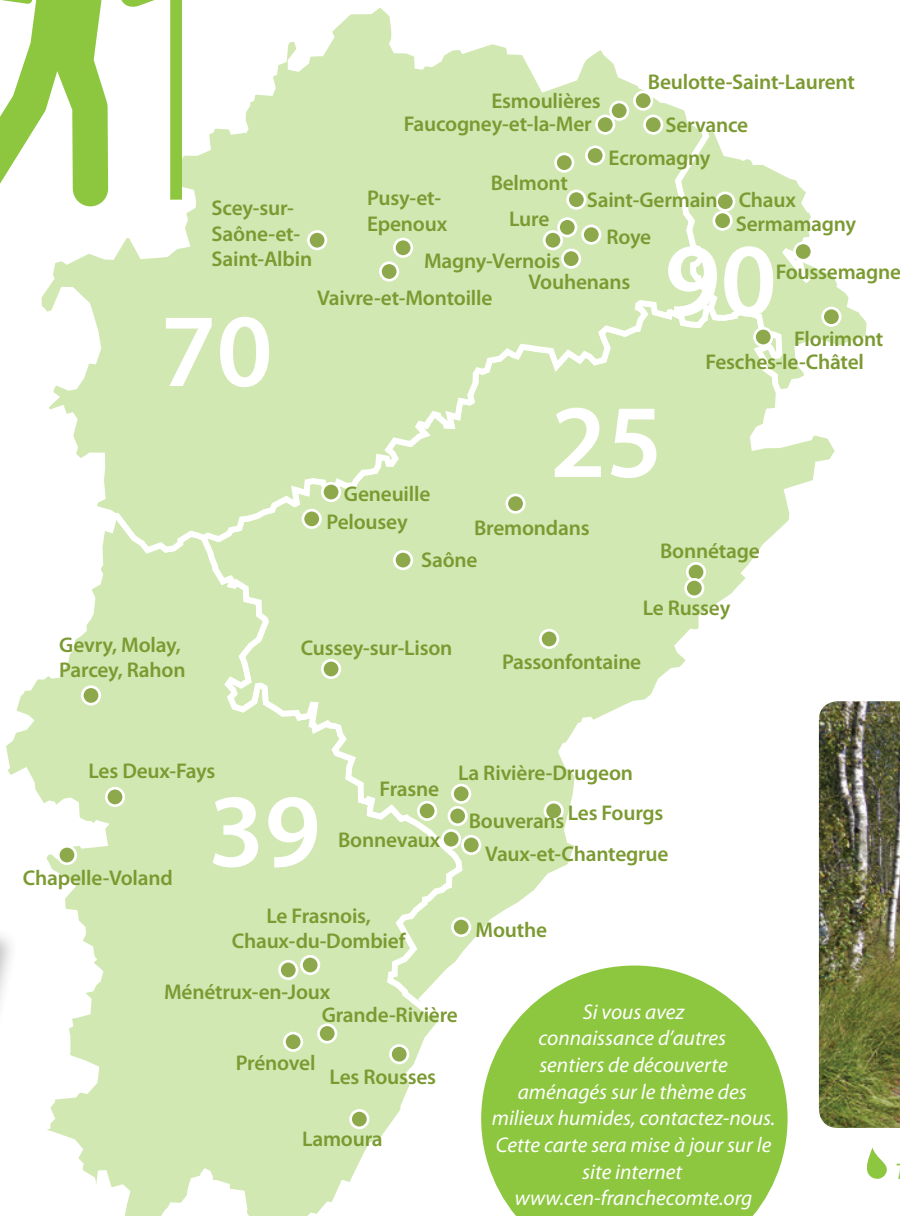 Beulotte-Saint-Laurent
Esmoulières
Faucogney-et-la-Mer
Servance
Ecromagny
Belmont
Saint-Germain
Chaux
Scey-sur-
Saône-et-
Saint-Albin
Pusy-et-
Epenoux
Lure
Roye
Sermamagny
Magny-Vernois
Vouhenans
90
Foussemagne
Vaivre-et-Montoille
70
Florimont
Fesches-le-Châtel
25
Geneuille
Pelousey
Bremondans
Saône
Bonnétage
Le Russey
Gevry, Molay,
Parcey, Rahon
Cussey-sur-Lison
Passonfontaine
Les Deux-Fays
39
La Rivière-Drugeon
Frasne
Bouverans
Les Fourgs
Bonnevaux
Vaux-et-Chantegrue
Chapelle-Voland
Le Frasnois,
Chaux-du-Dombief
Mouthe
Ménétrux-en-Joux
Grande-Rivière
Prénovel
Les Rousses
Lamoura
Si vous avez
connaissance d'autres
sentiers de découverte
aménagés sur le thème des
milieux humides, contactez-nous.
Cette carte sera mise à jour sur le
site internet
www.cen-franchecomte.org